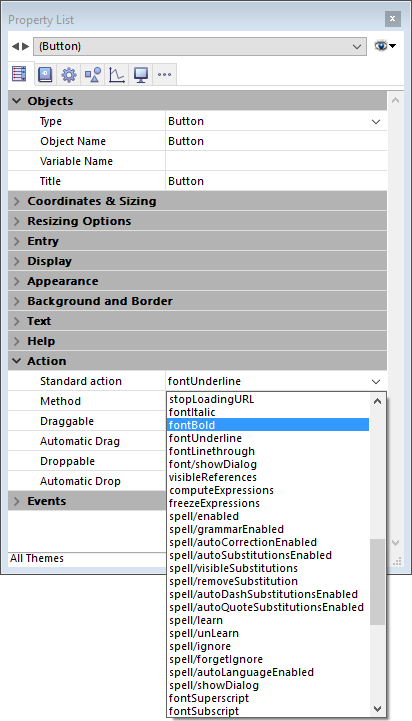 Property List
(Button)
Objects
Type Button
Object Name Button
Variable Name
Title Button
Coordinates & Sizing
Resizing Options
Entry
Display
Appearance
Background and Border
Text
Help
Action
Standard action fontUnderline
Method
Draggable
Automatic Drag
Droppable
Automatic Drop
Events
All Themes
stopLoadingURL
fontItalic
fontBold
fontUnderline
fontLinethrough
font/showDialog
visibleReferences
computeExpressions
freezeExpressions
spell/enabled
spell/grammarEnabled
spell/autoCorrectionEnabled
spell/autoSubstitutionsEnabled
spell/visibleSubstitutions
spell/removeSubstitution
spell/autoDashSubstitutionsEnabled
spell/autoQuoteSubstitutionsEnabled
spell/learn
spell/unLearn
spell/ignore
spell/forgetIgnore
spell/autoLanguageEnabled
spell/showDialog
fontSuperscript
fontSubscript